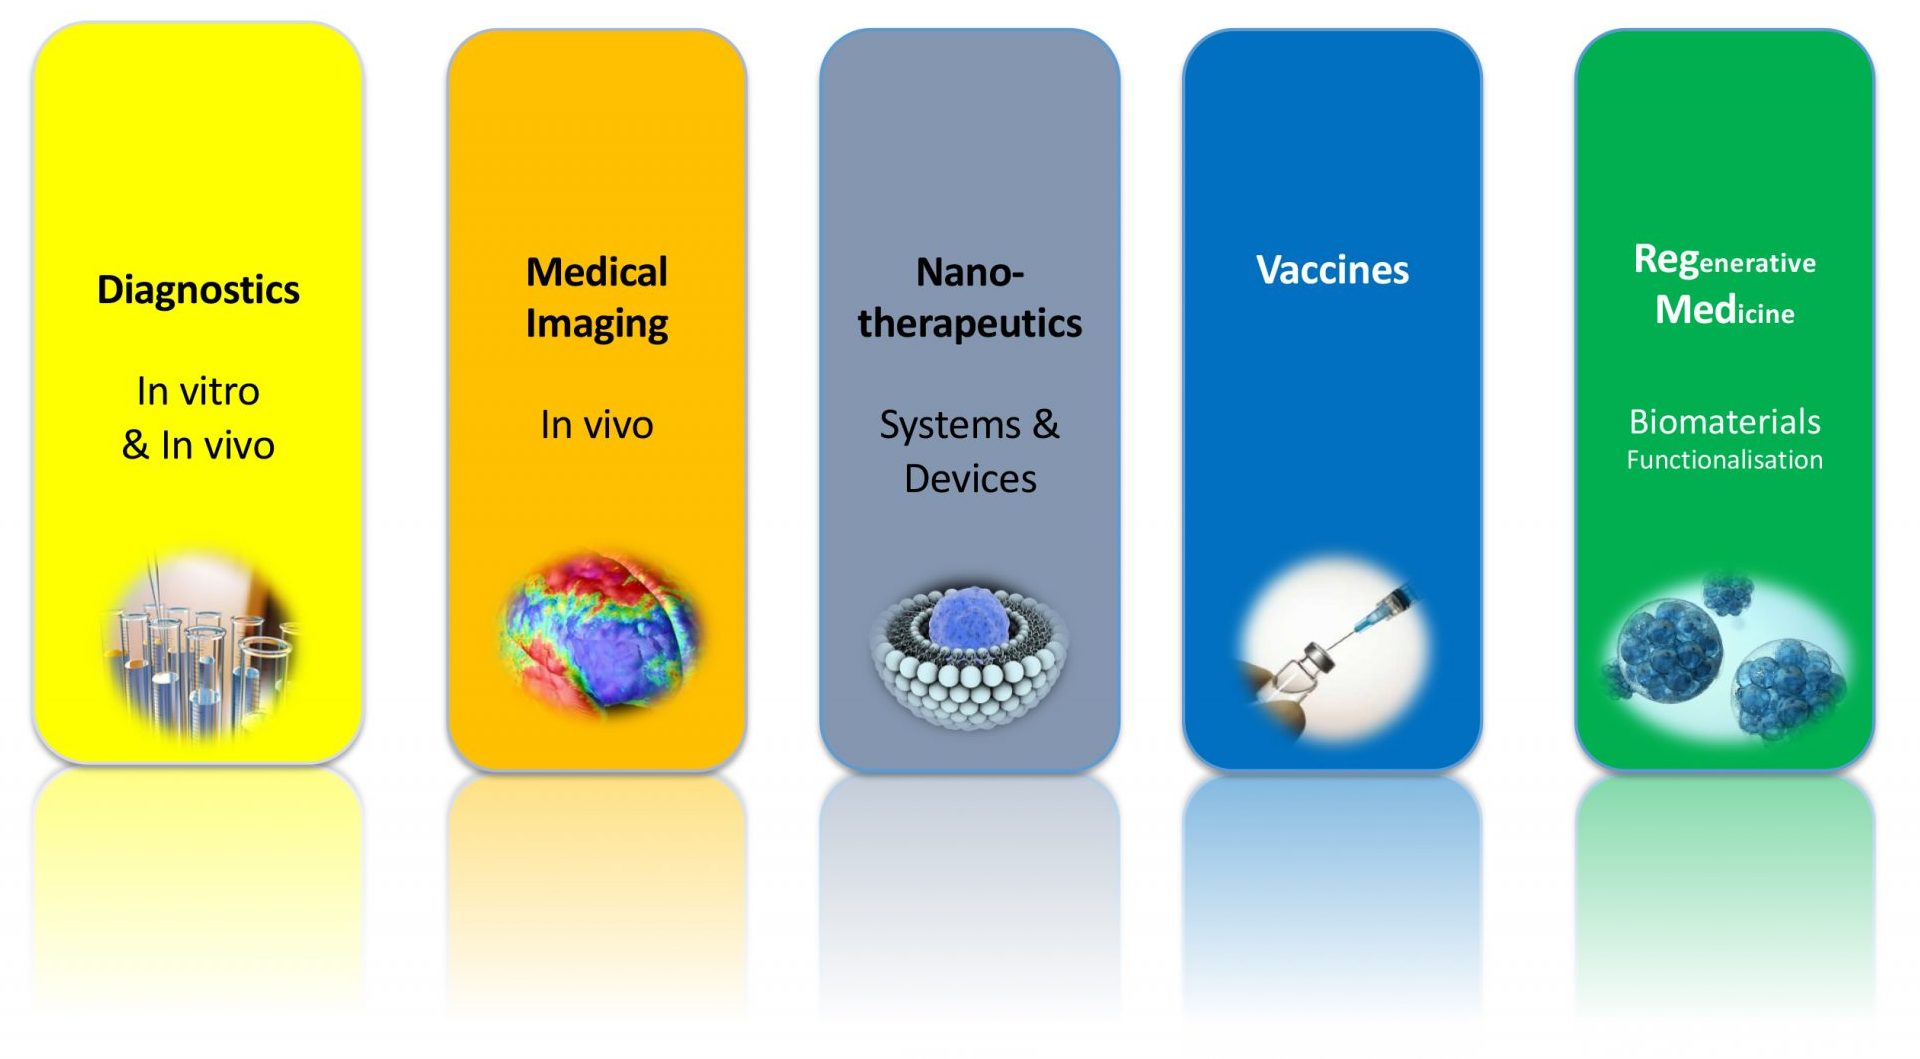 Diagnostics
In vitro
& In vivo
Medical
Imaging
In vivo
Nano-
therapeutics
Systems &
Devices
Vaccines
Regenerative
Medicine
Biomaterials
Functionalisation